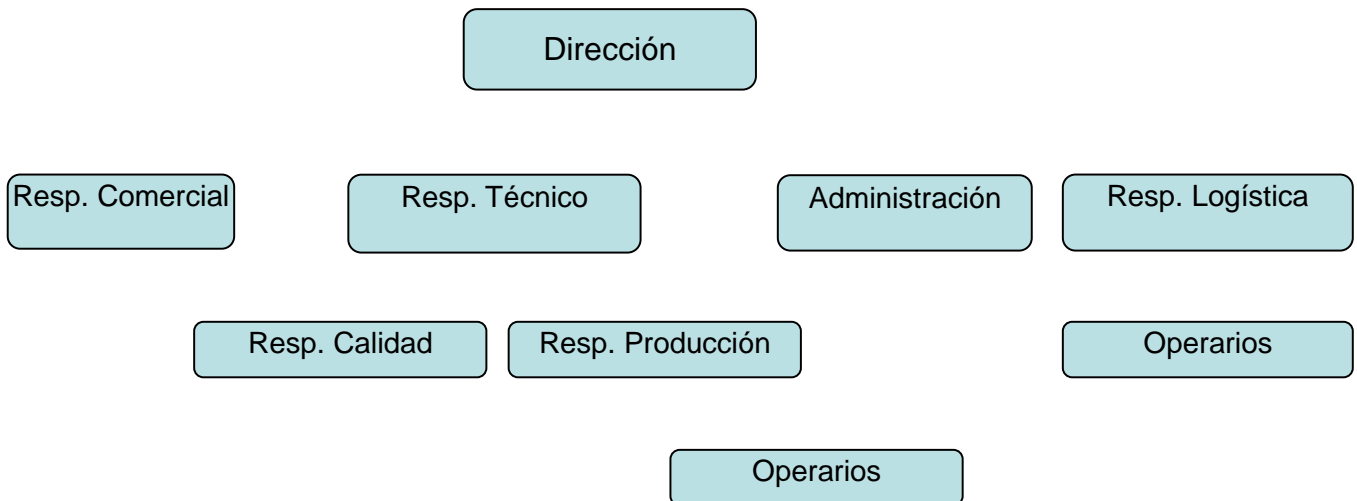 Dirección
Resp. Comercial
Resp. Técnico
Administración
Resp. Logística
Resp. Calidad
Resp. Producción
Operarios
Operarios